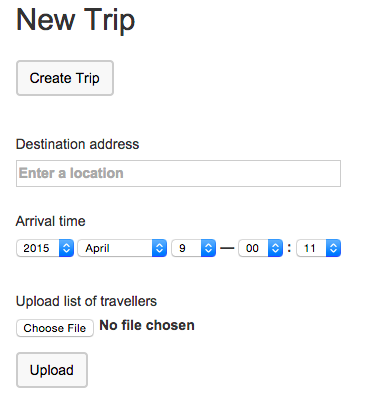 New Trip
Create Trip
Destination address
Enter a location
Arrival time
2015 April 9 — 00 : 11
Upload list of travellers
Choose File No file chosen
Upload